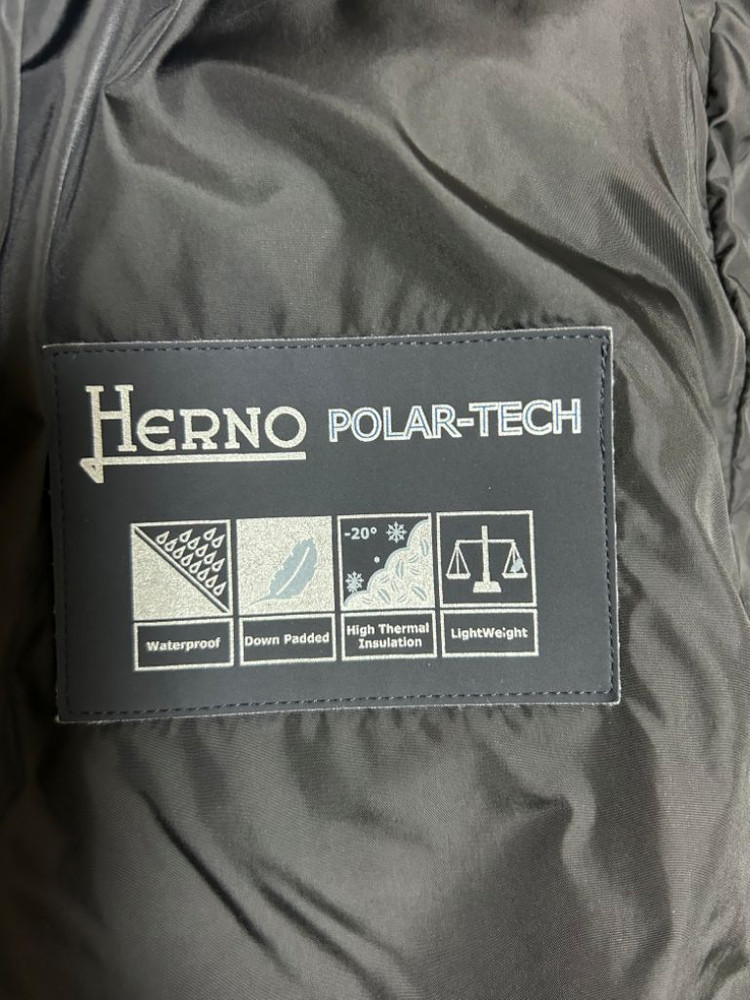 HERNO POLAR-TECH
-20°
Waterproof
Down Padded
High Thermal
Insulation
LightWeight